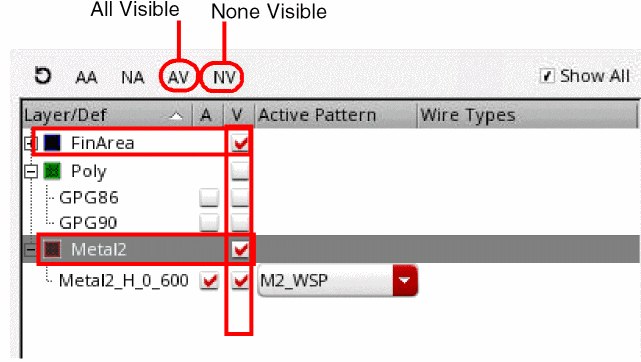 All Visible None Visible
AA NA AV NV Show All
Layer/Def A V Active Pattern Wire Types
FinArea
Poly
GPG86
GPG90
Metal2
Metal2_H_0_600 M2_WSP